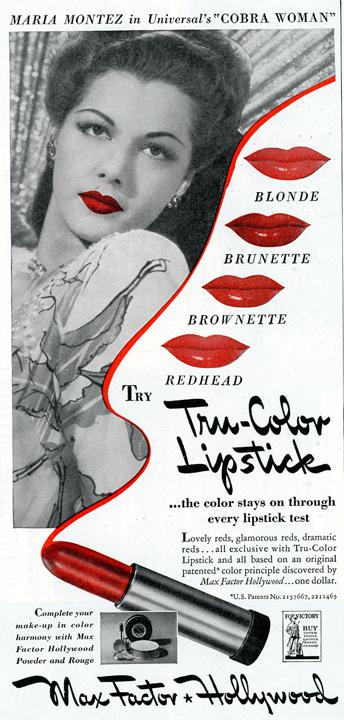 MARIA MONTEZ in Universal's "COBRA WOMAN"
BLONDE
BRUNETTE
BROWNETTE
REDHEAD
TRY
Tru-Color
Lipstick
...the color stays on through
every lipstick test
Lovely reds, glamorous reds, dramatic
reds...all exclusive with Tru-Color
Lipstick and all based on an original
patented* color principle discovered by
Max Factor Hollywood...one dollar.
*U.S. Patents No. 2157667, 2211465
Complete your
make-up in color
harmony with Max
Factor Hollywood
Powder and Rouge
FOR VICTORY
BUY
UNITED
STATES
Max Factor ★ Hollywood